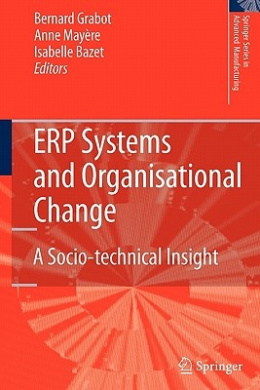 Bernard Grabot
Anne Mayère
Isabelle Bazet
Editors
Springer Series in
Advanced Manufacturing
ERP Systems
and Organisational
Change
A Socio-technical Insight
Springer